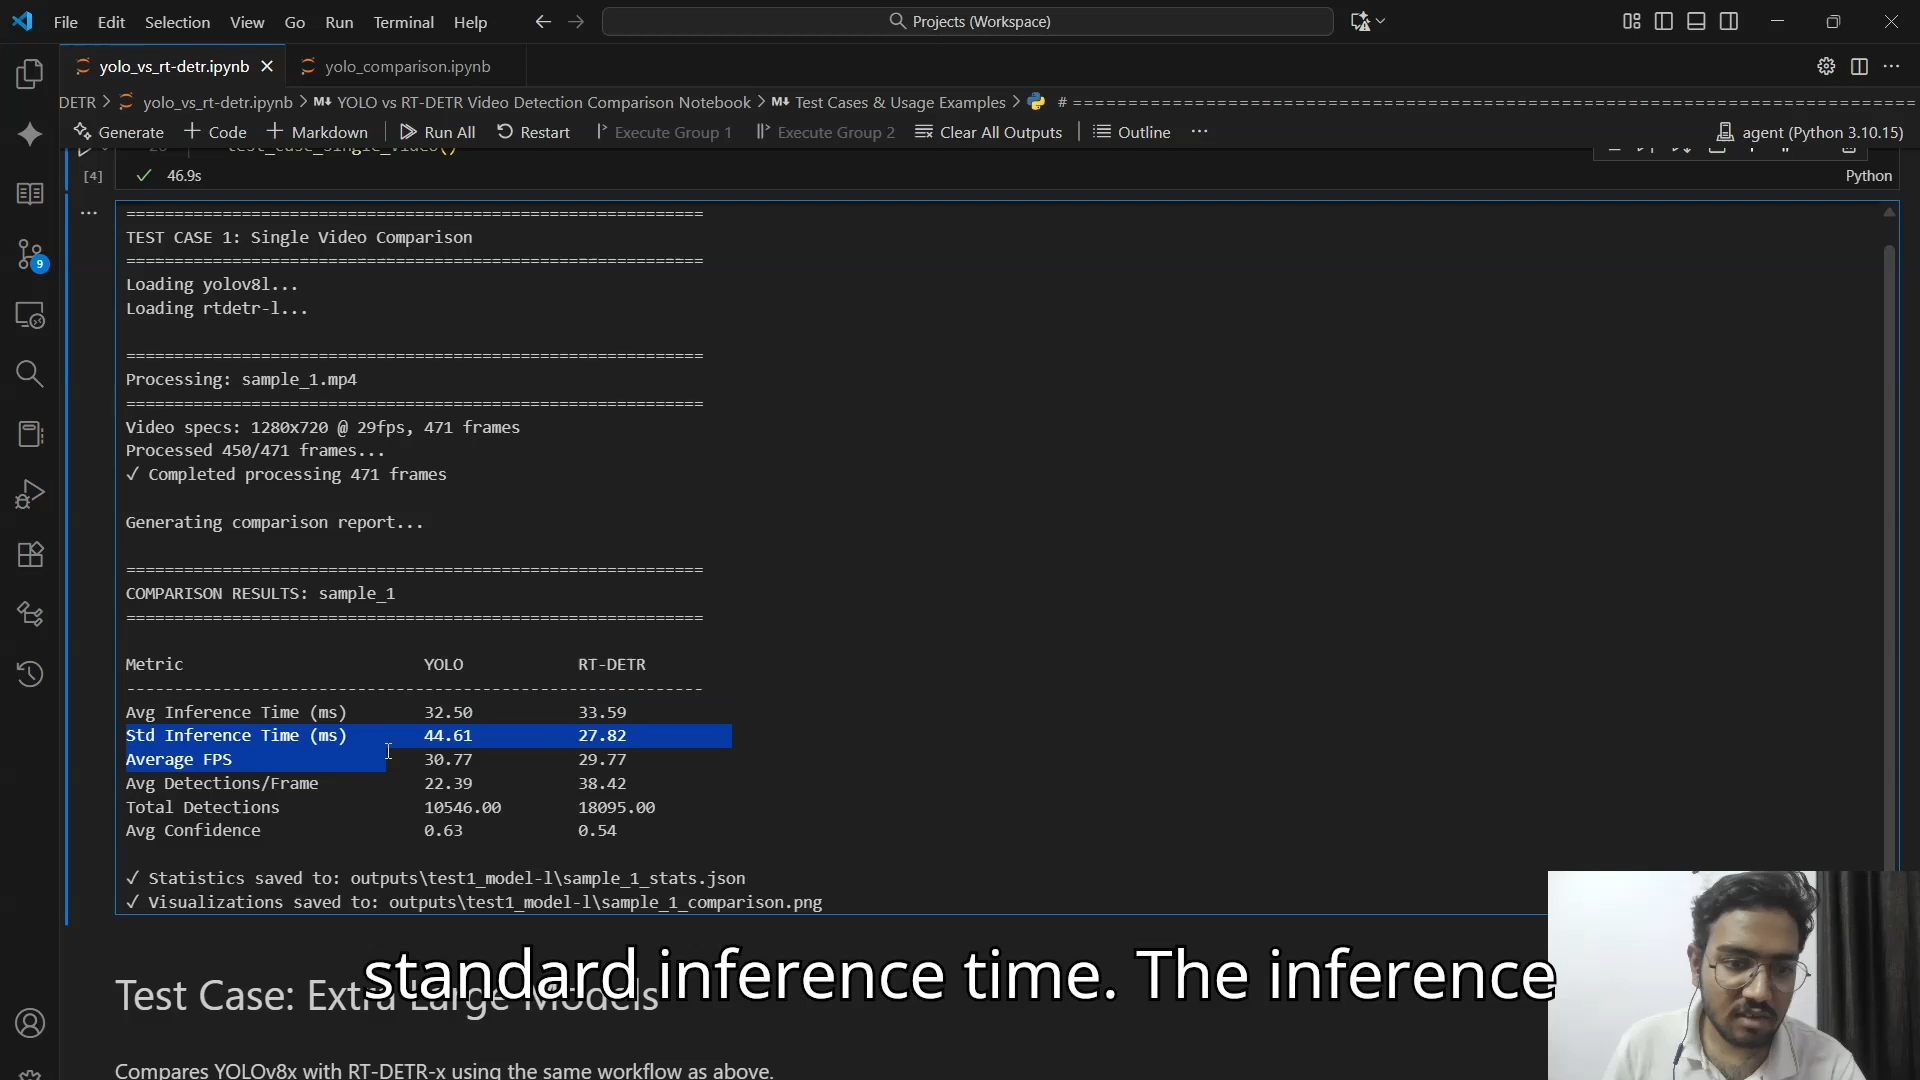 File Edit Selection View Go Run Terminal Help
Projects (Workspace)
yolo_vs_rt-detr.ipynb
yolo_comparison.ipynb
DETR > yolo_vs_rt-detr.ipynb > M↓ YOLO vs RT-DETR Video Detection Comparison Notebook > M↓ Test Cases & Usage Examples > # ================================================================================
Generate + Code + Markdown Run All Restart Execute Group 1 Execute Group 2 Clear All Outputs Outline ... agent (Python 3.10.15)
test_case_single_video()
[4] ✓ 46.9s Python
9
============================================================
TEST CASE 1: Single Video Comparison
============================================================
Loading yolov8l...
Loading rtdetr-l...
============================================================
Processing: sample_1.mp4
============================================================
Video specs: 1280x720 @ 29fps, 471 frames
Processed 450/471 frames...
✓ Completed processing 471 frames
Generating comparison report...
============================================================
COMPARISON RESULTS: sample_1
============================================================
Metric YOLO RT-DETR
------------------------------------------------------------
Avg Inference Time (ms) 32.50 33.59
Std Inference Time (ms) 44.61 27.82
Average FPS 30.77 29.77
Avg Detections/Frame 22.39 38.42
Total Detections 10546.00 18095.00
Avg Confidence 0.63 0.54
✓ Statistics saved to: outputs\test1_model-l\sample_1_stats.json
✓ Visualizations saved to: outputs\test1_model-l\sample_1_comparison.png
standard inference time. The inference
Test Case: Extra Large Models
Compares YOLOv8x with RT-DETR-x using the same workflow as above.